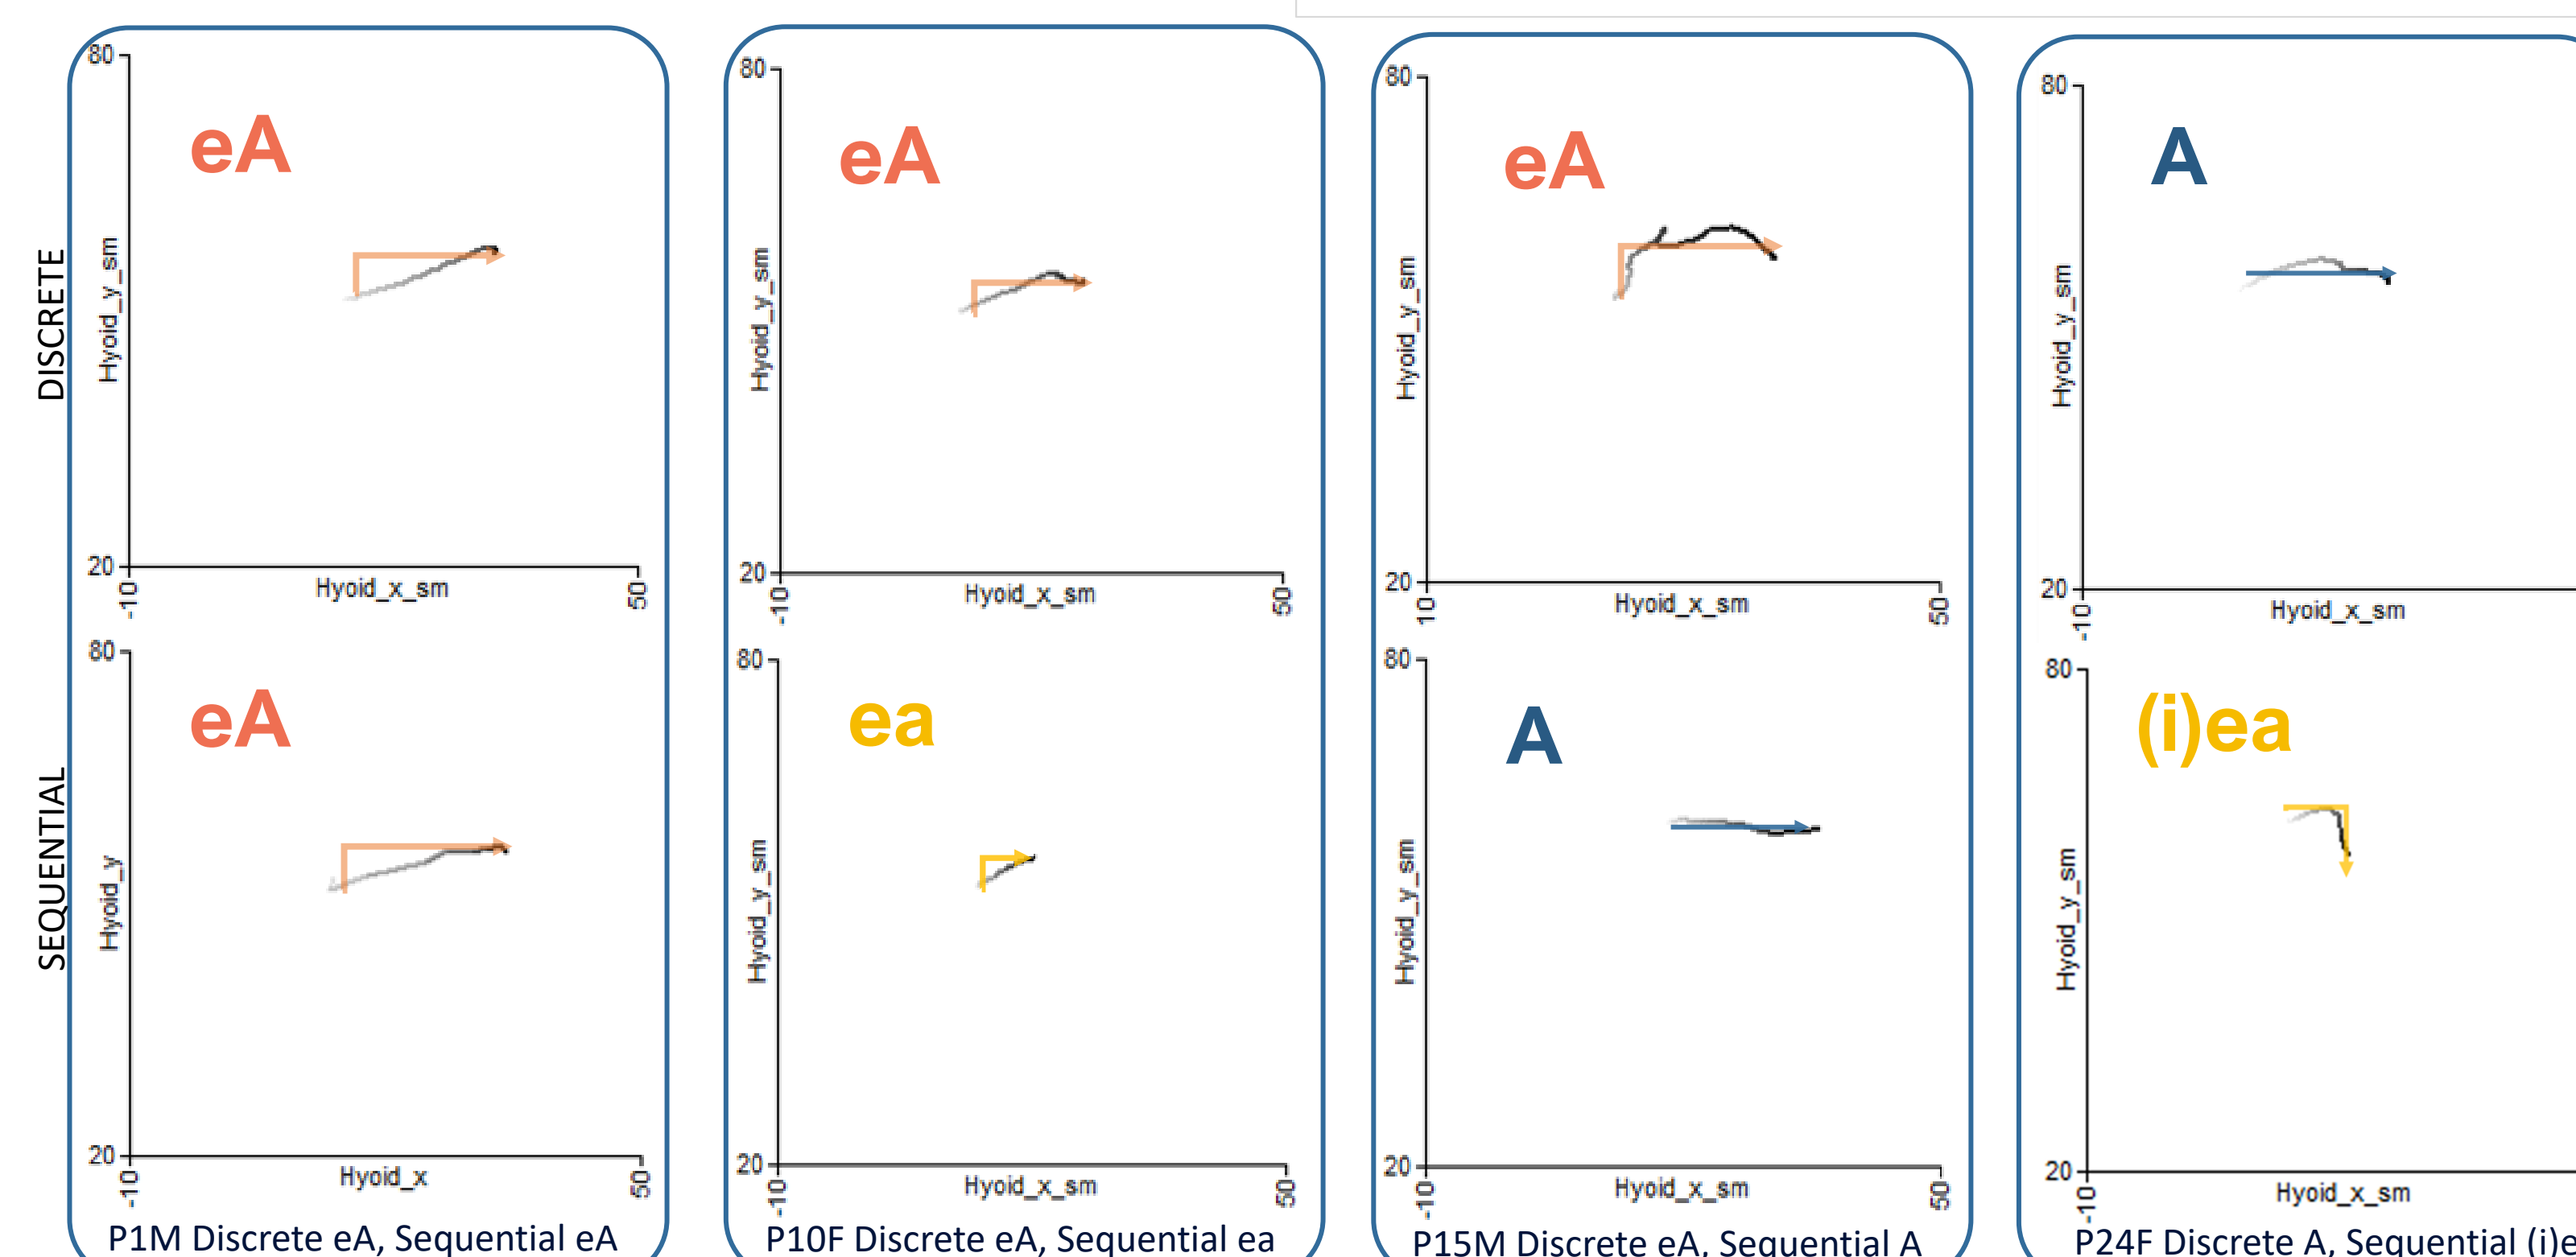 DISCRETE
80
eA
Hyoid_y_sm
20
-10
Hyoid_x_sm
50
80
eA
Hyoid_y_sm
20
-10
Hyoid_x_sm
50
80
eA
Hyoid_y_sm
20
10
Hyoid_x_sm
50
80
A
Hyoid_y_sm
20
-10
Hyoid_x_sm
SEQUENTIAL
80
eA
Hyoid_y
20
-10
Hyoid_x
50
80
ea
Hyoid_y_sm
20
-10
Hyoid_x_sm
50
80
A
Hyoid_y_sm
20
-10
Hyoid_x_sm
50
80
(i)ea
Hyoid_y_sm
20
-10
Hyoid_x_sm
P1M Discrete eA, Sequential eA
P10F Discrete eA, Sequential ea
P15M Discrete eA, Sequential A
P24F Discrete A, Sequential (i)ea